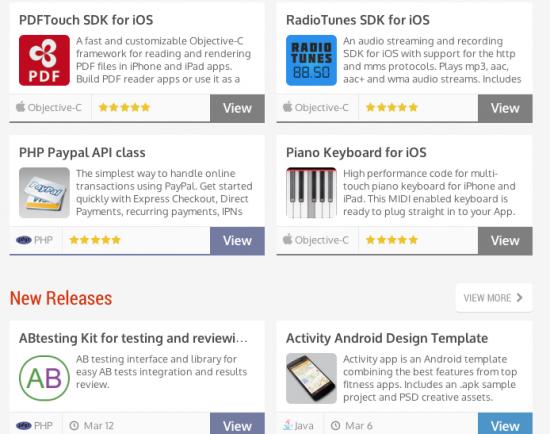 PDFTouch SDK for iOS
PDF
A fast and customizable Objective-C
framework for reading and rendering
PDF files in iPhone and iPad apps.
Build PDF reader apps or use it as a
Objective-C
View
RadioTunes SDK for iOS
RADIO
TUNES
88.50
An audio streaming and recording
SDK for iOS with support for the http
and mms protocols. Plays mp3, aac,
aac+ and wma audio streams. Includes
Objective-C
View
PHP Paypal API class
PayPal
The simplest way to handle online
transactions using PayPal. Get started
quickly with Express Checkout, Direct
Payments, recurring payments, IPNs
php PHP
View
Piano Keyboard for iOS
High performance code for multi-
touch piano keyboard for iPhone and
iPad. This MIDI enabled keyboard is
ready to plug straight in to your App.
Objective-C
View
New Releases
VIEW MORE
ABtesting Kit for testing and reviewi...
AB
AB testing interface and library for
easy AB tests integration and results
review.
php PHP
Mar 12
View
Activity Android Design Template
Activity app is an Android template
combining the best features from top
fitness apps. Includes an .apk sample
project and PSD creative assets.
Java
Mar 6
View